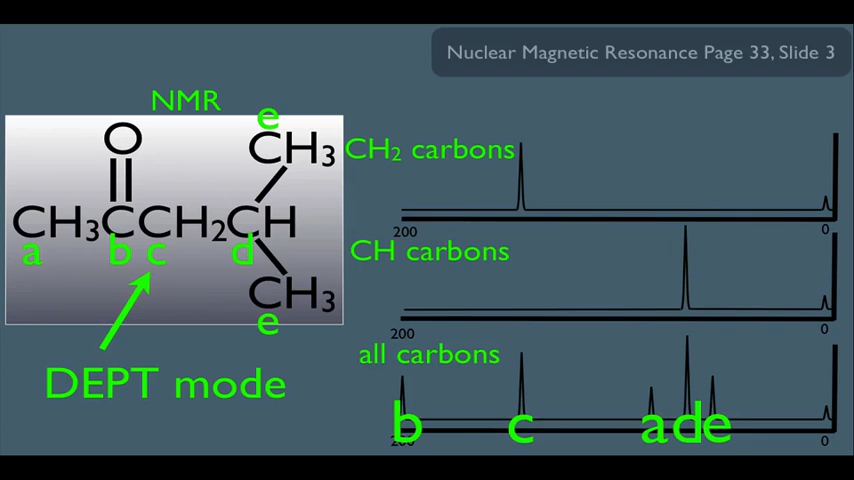 Nuclear Magnetic Resonance Page 33, Slide 3
NMR
e
CH3
O
CH3CCH2CH
a b c d
CH3
e
DEPT mode
CH2 carbons
200 0
CH carbons
200 0
all carbons
b c a d e
200 0